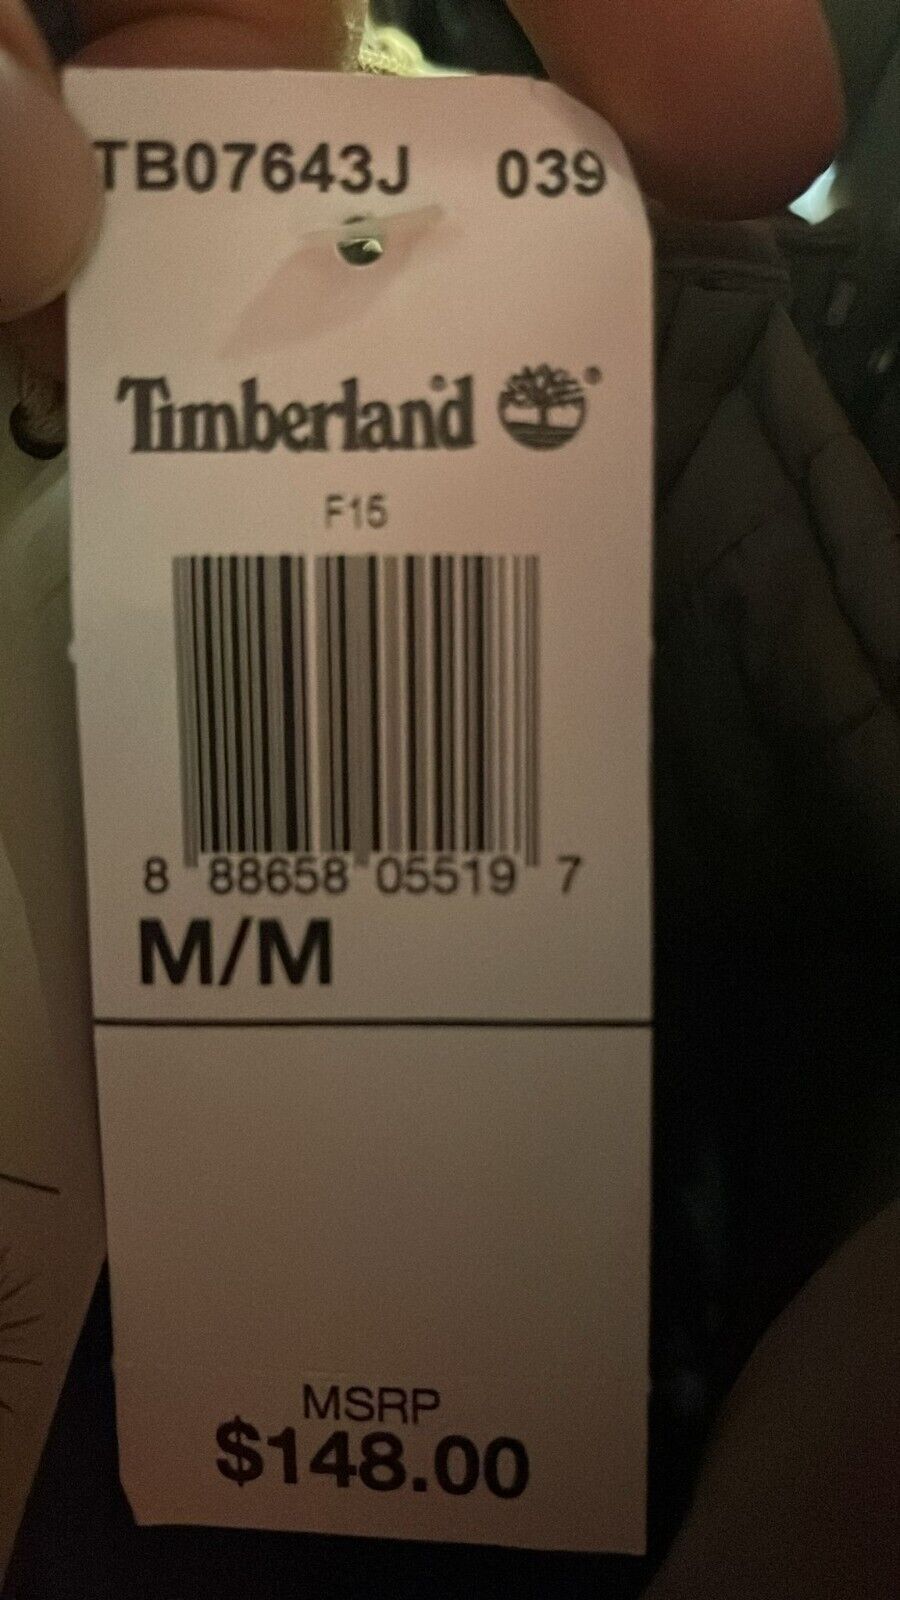 TB07643J 039
Timberland ®
F15
8 88658 05519 7
M/M
MSRP
$148.00